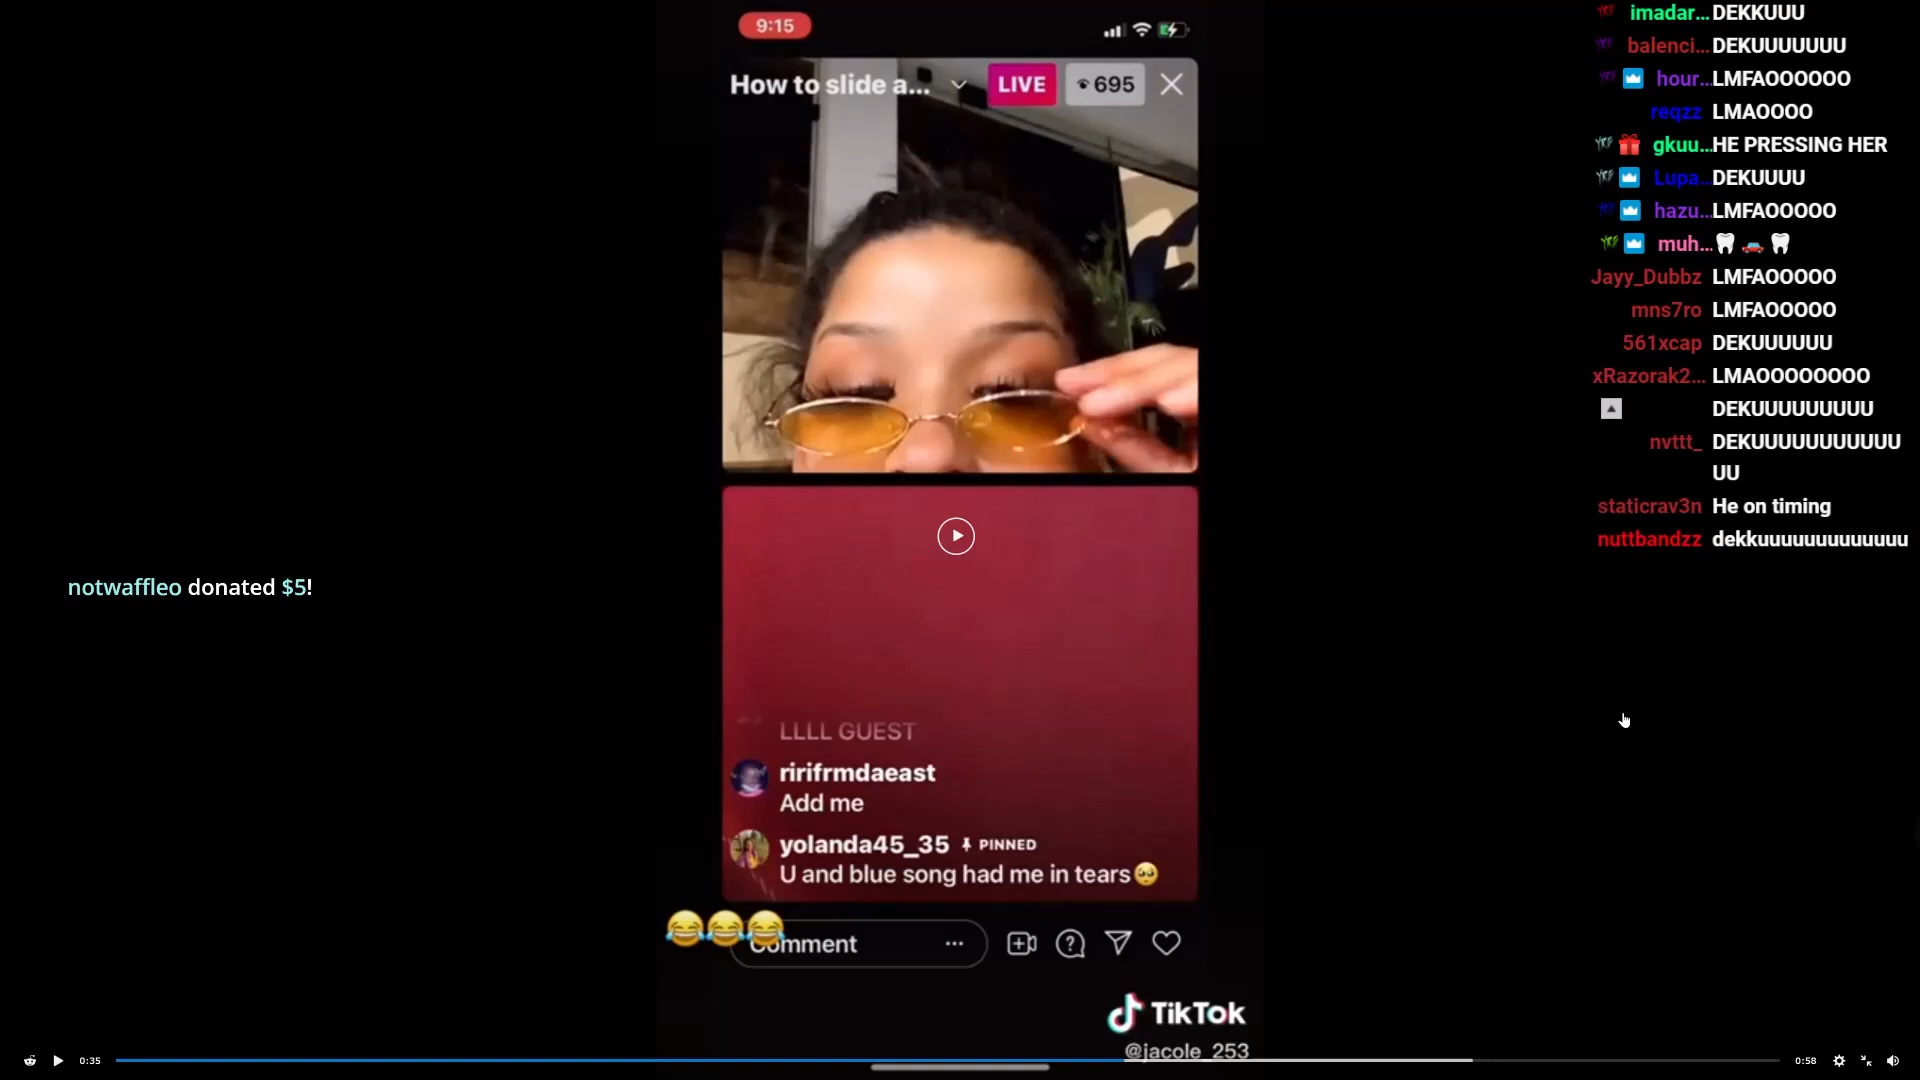 9:15
How to slide a...
LIVE
695
LLLL GUEST
ririfrmdaeast
Add me
yolanda45_35 PINNED
U and blue song had me in tears🥺
😂😂😂
Comment ...
TikTok
@jacole_253
notwaffleo donated $5!
imadar... DEKKUUU
balenci... DEKUUUUUUU
hour... LMFAOOOOOO
reqzz LMAOOOO
gkuu... HE PRESSING HER
Lupa... DEKUUUU
hazu... LMFAOOOOO
muh... 🦷 🚗 🦷
Jayy_Dubbz LMFAOOOOO
mns7ro LMFAOOOOO
561xcap DEKUUUUUU
xRazorak2... LMAOOOOOOOO
DEKUUUUUUUUU
nvttt_ DEKUUUUUUUUUUU
UU
staticrav3n He on timing
nuttbandzz dekkuuuuuuuuuuuuu
0:35
0:58